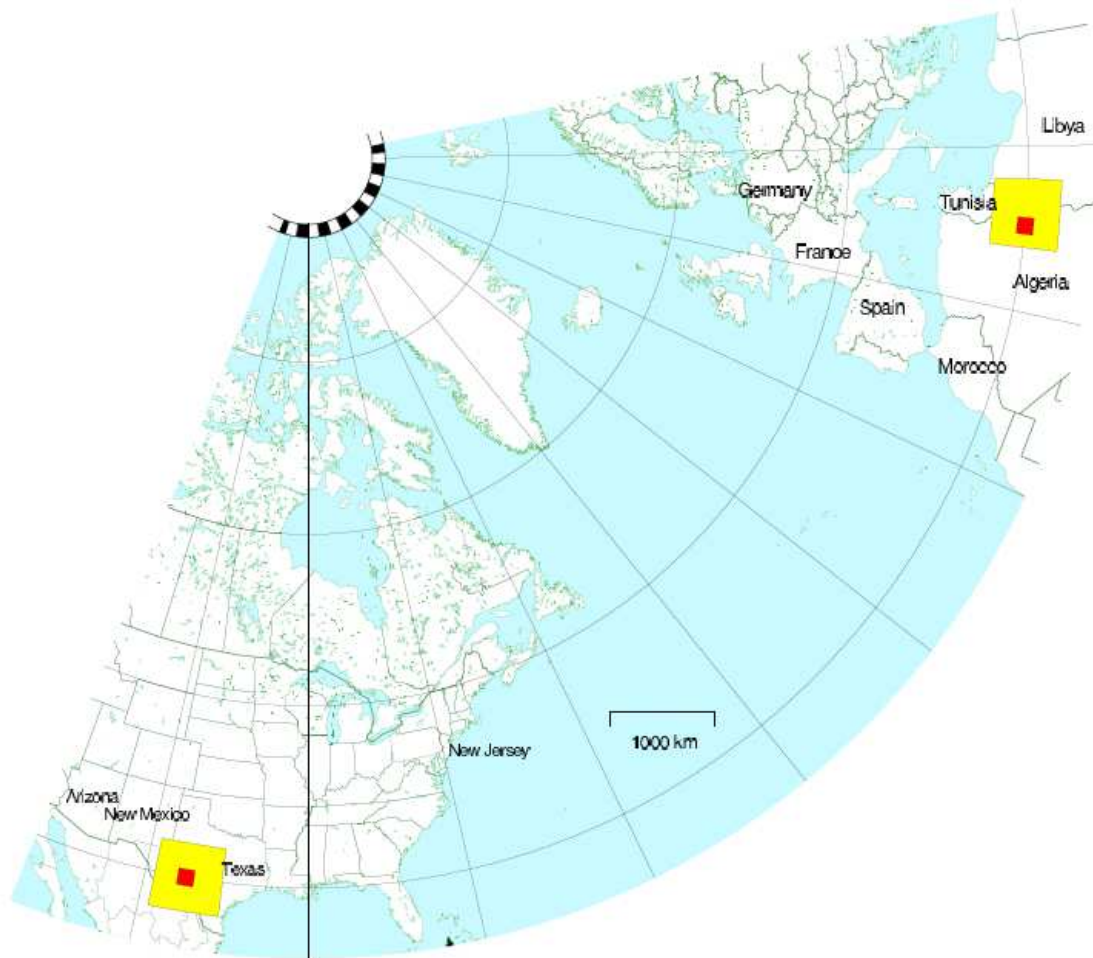 Libya
Germany
Tunisia
France
Algeria
Spain
Morocco
1000 km
New Jersey
Arizona
New Mexico
Texas